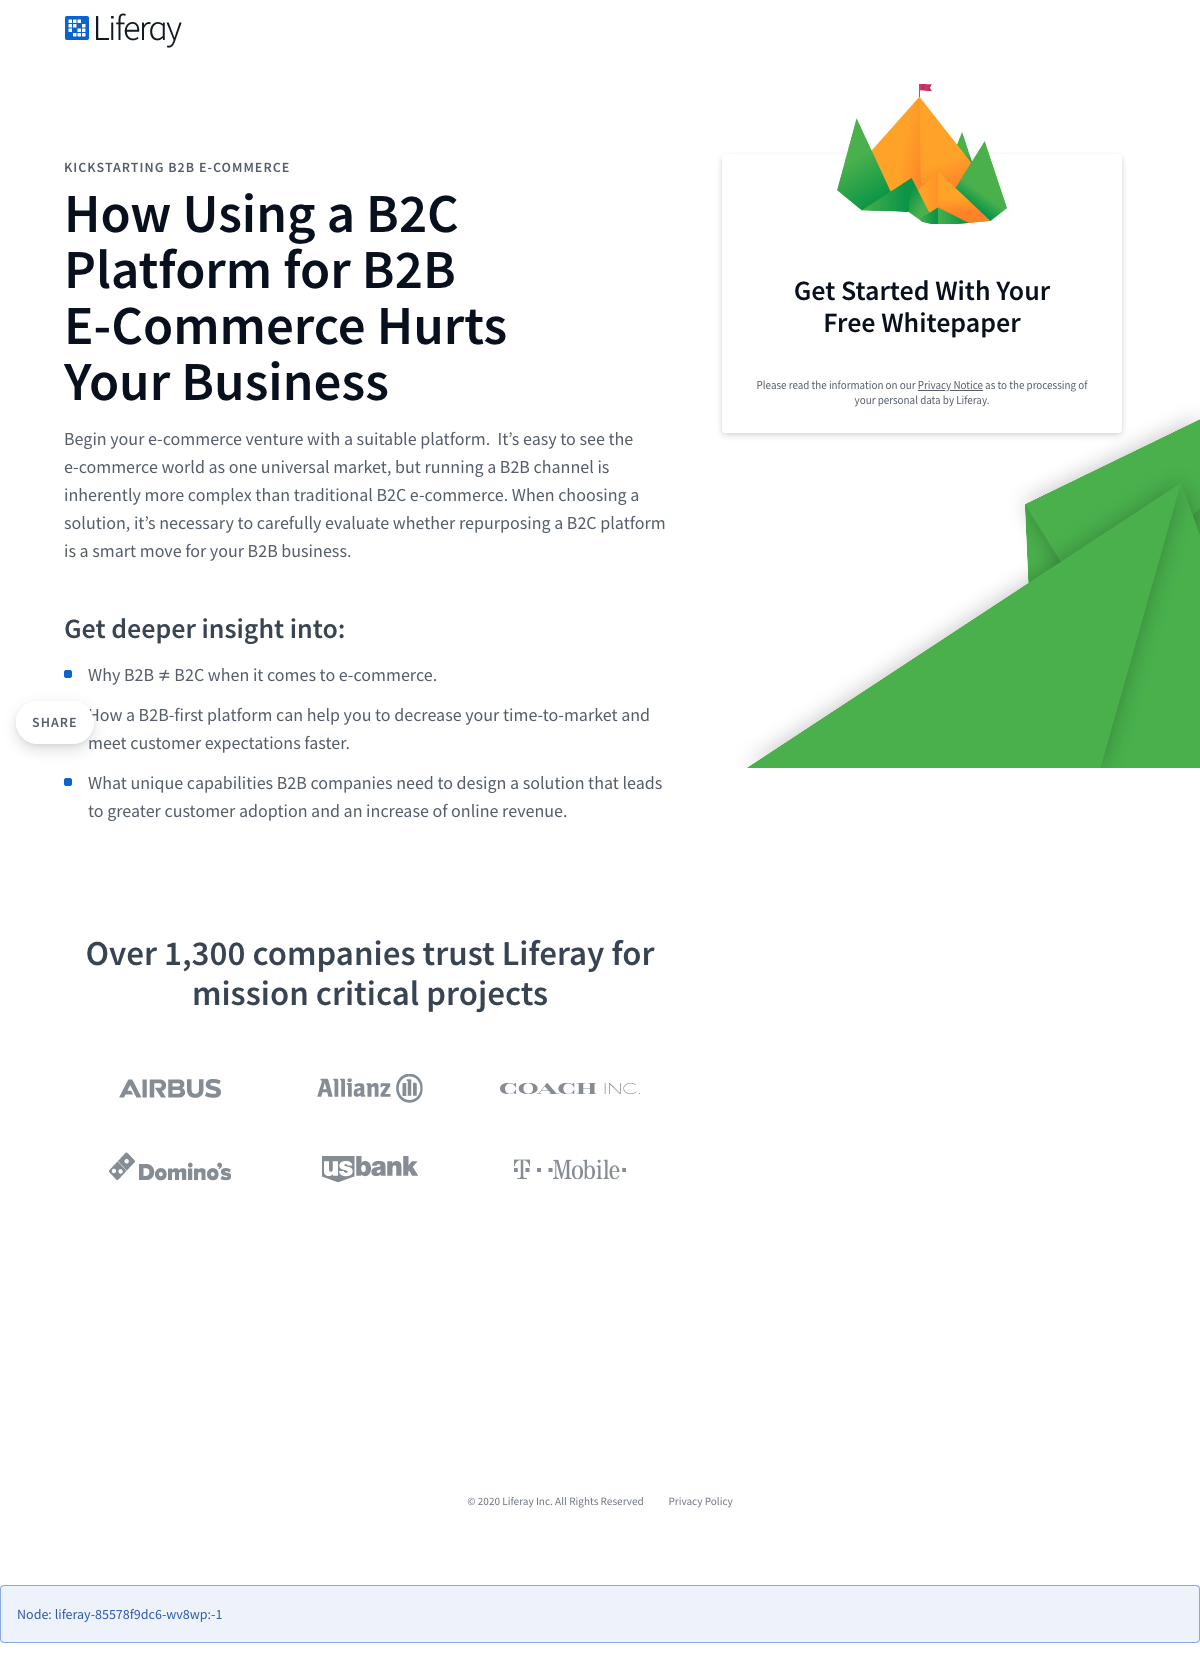 Liferay
KICKSTARTING B2B E-COMMERCE
How Using a B2C
Platform for B2B
E-Commerce Hurts
Your Business
Begin your e-commerce venture with a suitable platform.  It’s easy to see the
e-commerce world as one universal market, but running a B2B channel is
inherently more complex than traditional B2C e-commerce. When choosing a
solution, it’s necessary to carefully evaluate whether repurposing a B2C platform
is a smart move for your B2B business.
Get deeper insight into:
Why B2B ≠ B2C when it comes to e-commerce.
How a B2B-first platform can help you to decrease your time-to-market and
meet customer expectations faster.
What unique capabilities B2B companies need to design a solution that leads
to greater customer adoption and an increase of online revenue.
SHARE
Get Started With Your
Free Whitepaper
Please read the information on our Privacy Notice as to the processing of
your personal data by Liferay.
Over 1,300 companies trust Liferay for
mission critical projects
AIRBUS
Allianz
COACH INC.
Domino's
usbank
T··Mobile·
© 2020 Liferay Inc. All Rights Reserved
Privacy Policy
Node: liferay-85578f9dc6-wv8wp:-1